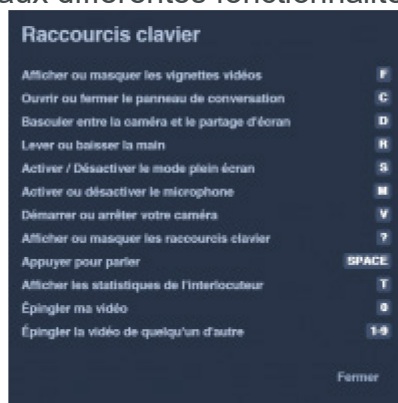 aux différentes fonctionnalité
Raccourcis clavier
Afficher ou masquer les vignettes vidéos F
Ouvrir ou fermer le panneau de conversation C
Basculer entre la caméra et le partage d'écran D
Lever ou baisser la main R
Activer / Désactiver le mode plein écran S
Activer ou désactiver le microphone M
Démarrer ou arrêter votre caméra V
Afficher ou masquer les raccourcis clavier ?
Appuyer pour parler SPACE
Afficher les statistiques de l'interlocuteur T
Épingler ma vidéo 0
Épingler la vidéo de quelqu'un d'autre 1-9
Fermer